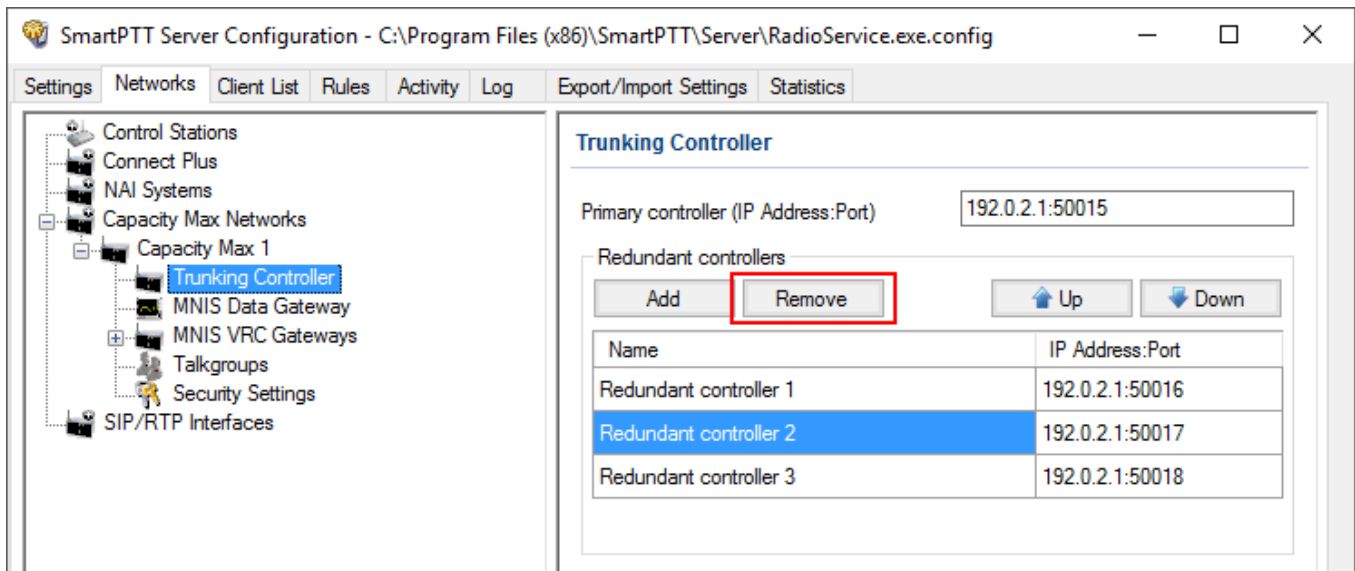 SmartPTT Server Configuration - C:\Program Files (x86)\SmartPTT\Server\RadioService.exe.config
Settings Networks Client List Rules Activity Log Export/Import Settings Statistics
Control Stations
Connect Plus
NAI Systems
Capacity Max Networks
Capacity Max 1
Trunking Controller
MNIS Data Gateway
MNIS VRC Gateways
Talkgroups
Security Settings
SIP/RTP Interfaces
Trunking Controller
Primary controller (IP Address:Port) 192.0.2.1:50015
Redundant controllers
Add Remove Up Down
Name IP Address:Port
Redundant controller 1 192.0.2.1:50016
Redundant controller 2 192.0.2.1:50017
Redundant controller 3 192.0.2.1:50018